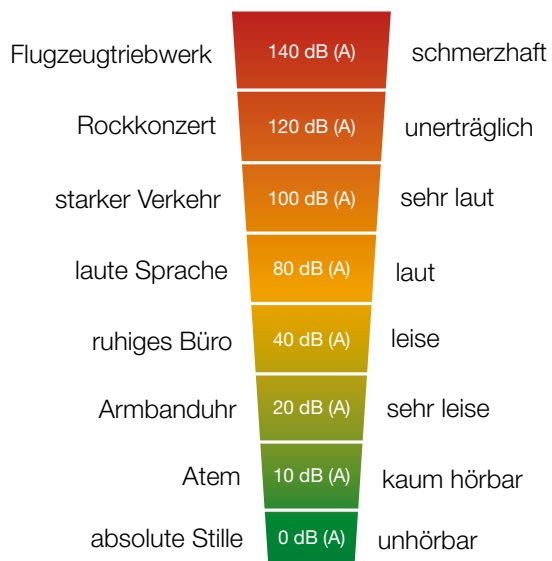 Flugzeugtriebwerk 140 dB (A) schmerzhaft
Rockkonzert 120 dB (A) unerträglich
starker Verkehr 100 dB (A) sehr laut
laute Sprache 80 dB (A) laut
ruhiges Büro 40 dB (A) leise
Armbanduhr 20 dB (A) sehr leise
Atem 10 dB (A) kaum hörbar
absolute Stille 0 dB (A) unhörbar